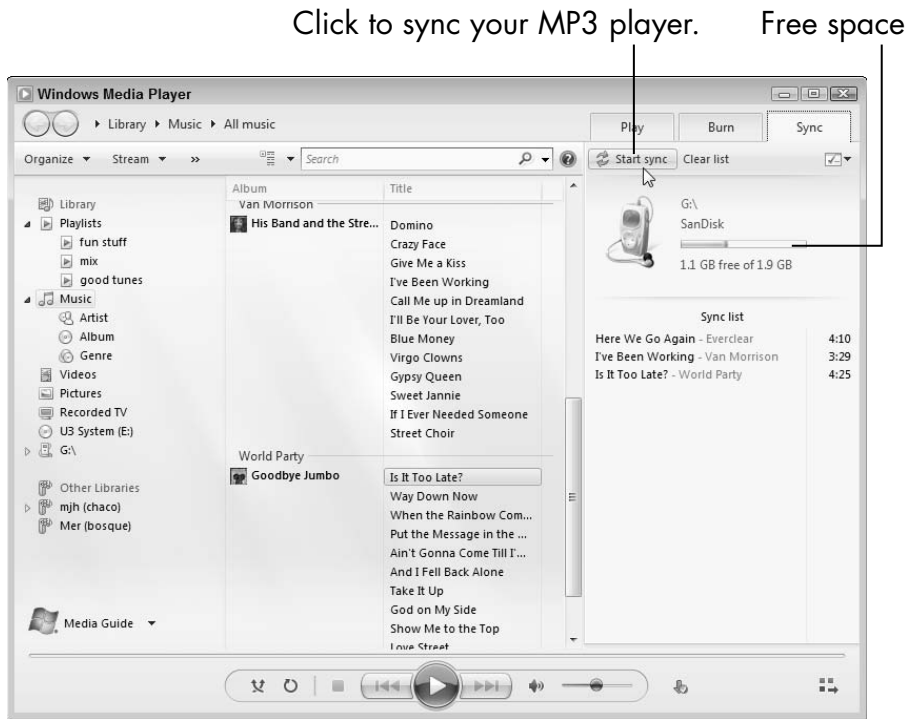 Click to sync your MP3 player. Free space
Windows Media Player
Library Music All music
Play Burn Sync
Organize Stream » Search Start sync Clear list
Library
Playlists
fun stuff
mix
good tunes
Music
Artist
Album
Genre
Videos
Pictures
Recorded TV
U3 System (E:)
G:\
Other Libraries
mjh (chaco)
Mer (bosque)
Media Guide
Album Title
Van Morrison
His Band and the Stre... Domino
Crazy Face
Give Me a Kiss
I've Been Working
Call Me up in Dreamland
I'll Be Your Lover, Too
Blue Money
Virgo Clowns
Gypsy Queen
Sweet Jannie
If I Ever Needed Someone
Street Choir
World Party
Goodbye Jumbo Is It Too Late?
Way Down Now
When the Rainbow Com...
Put the Message in the ...
Ain't Gonna Come Till I'...
And I Fell Back Alone
Take It Up
God on My Side
Show Me to the Top
Love Street
G:\
SanDisk
1.1 GB free of 1.9 GB
Sync list
Here We Go Again - Everclear 4:10
I've Been Working - Van Morrison 3:29
Is It Too Late? - World Party 4:25